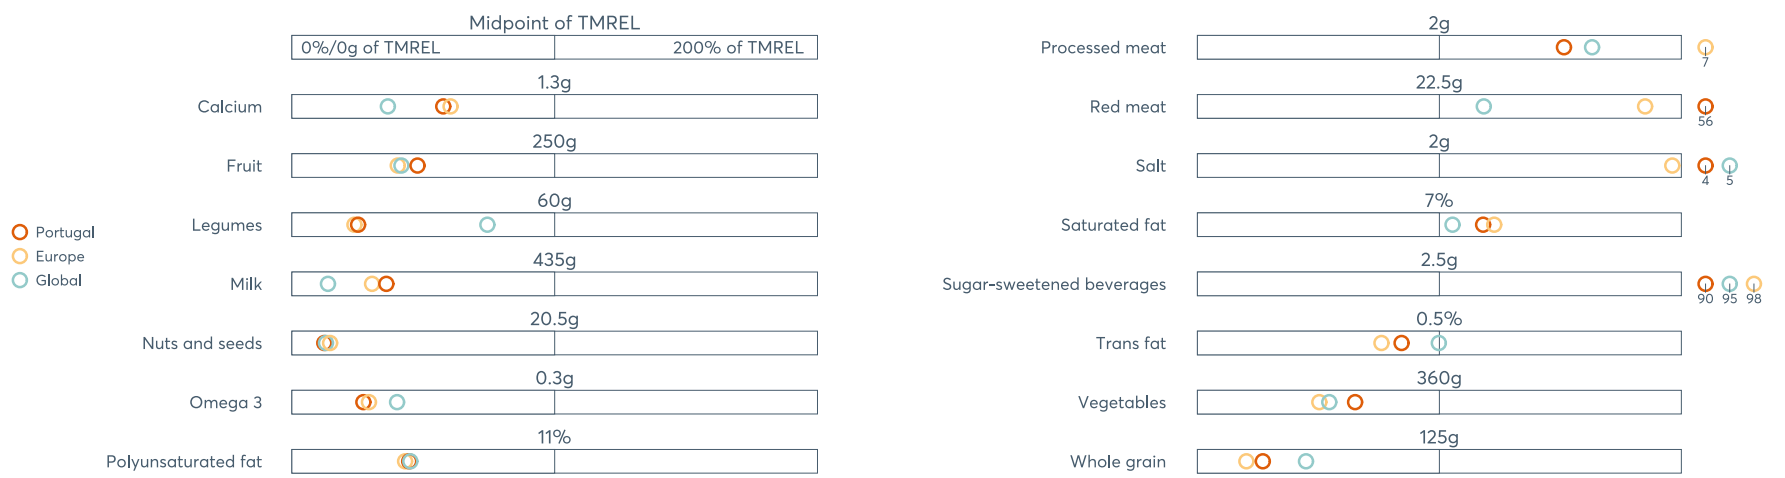 Midpoint of TMREL
0%/0g of TMREL 200% of TMREL
1.3g
Calcium
250g
Fruit
60g
Legumes
435g
Milk
20.5g
Nuts and seeds
0.3g
Omega 3
11%
Polyunsaturated fat
Portugal
Europe
Global
2g
Processed meat
7
22.5g
Red meat
56
2g
Salt
4 5
7%
Saturated fat
2.5g
Sugar-sweetened beverages
90 95 98
0.5%
Trans fat
360g
Vegetables
125g
Whole grain